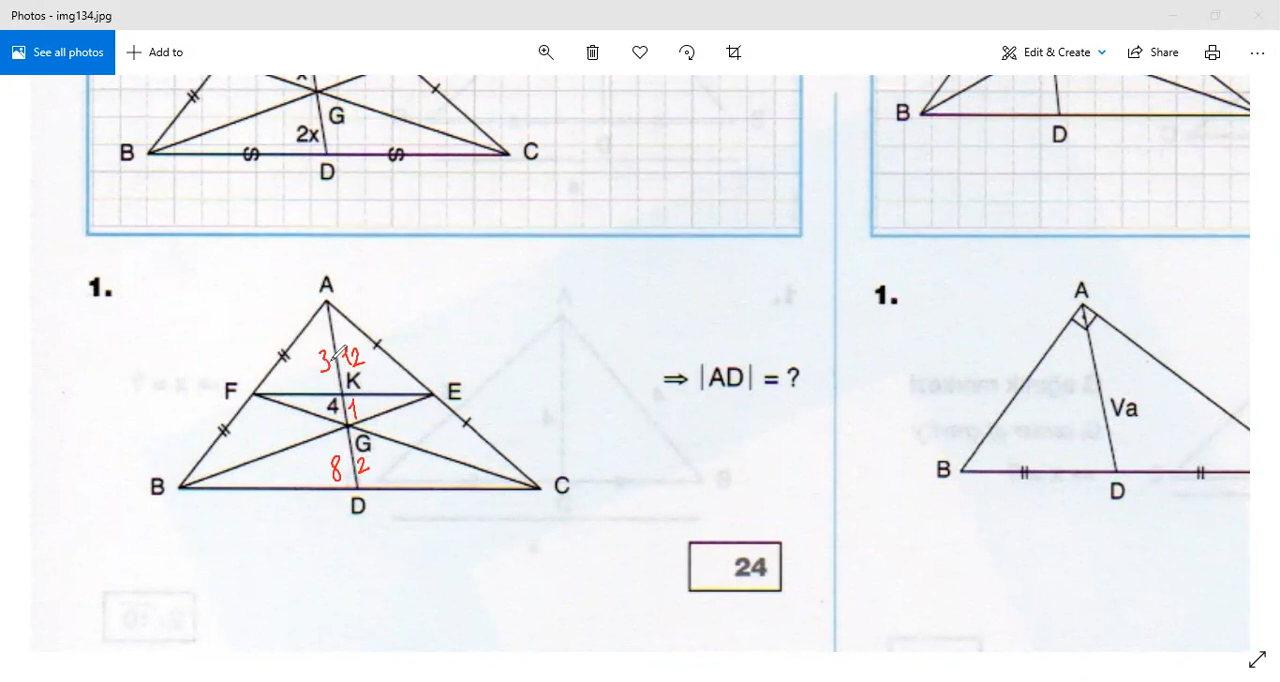 Photos - img134.jpg
See all photos
Add to
Edit & Create
Share
x
G
2x
B
S
S
C
D
B
D
1.
A
3
12
F
K
E
4
1
G
8
2
B
C
D
⇒ |AD| = ?
24
1.
A
Va
B
D